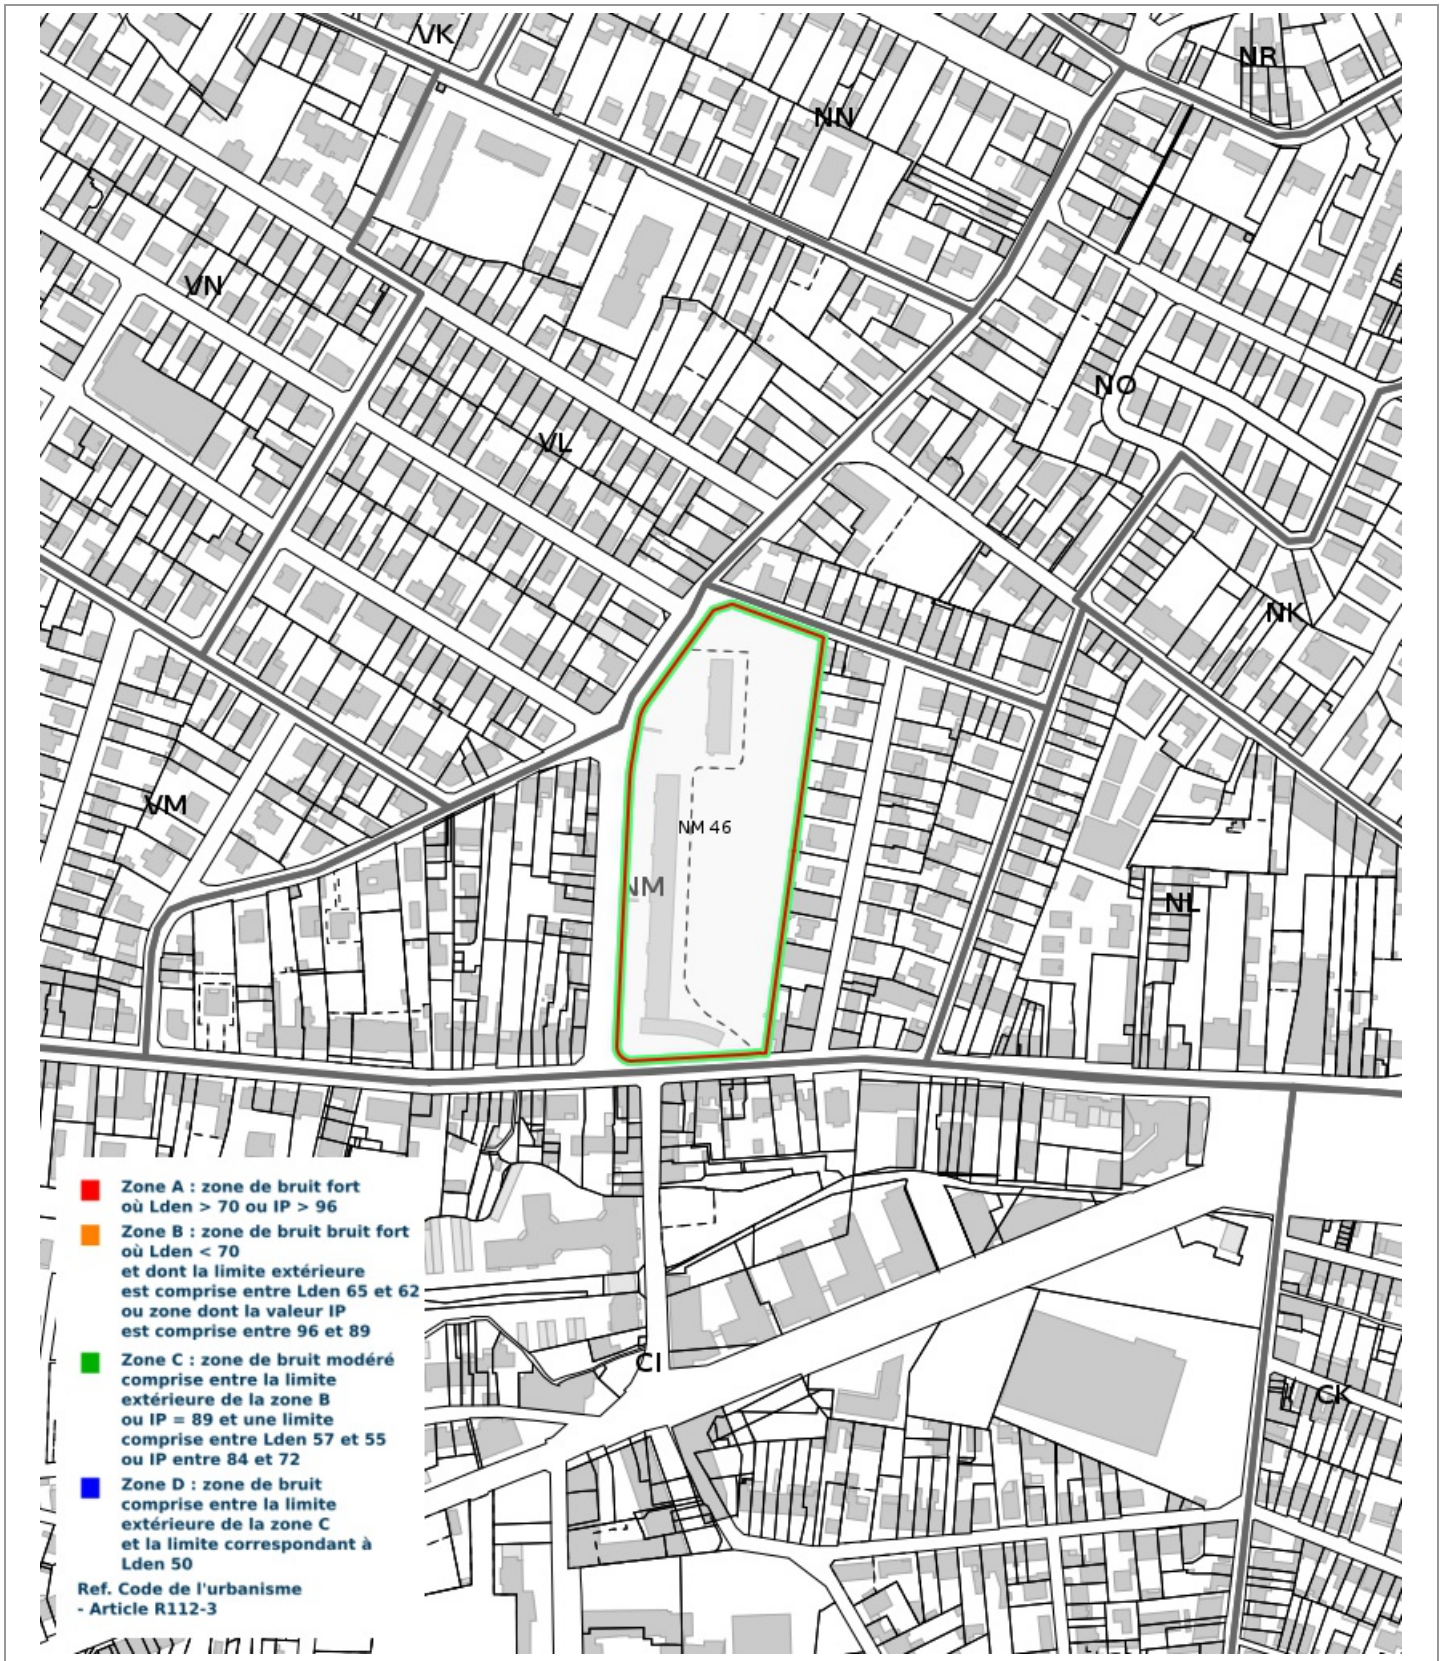 VK
NR
NN
VN
NO
VL
NK
VM
NM 46
NM
NL
CI
CK
Zone A : zone de bruit fort
où Lden > 70 ou IP > 96
Zone B : zone de bruit bruit fort
où Lden < 70
et dont la limite extérieure
est comprise entre Lden 65 et 62
ou zone dont la valeur IP
est comprise entre 96 et 89
Zone C : zone de bruit modéré
comprise entre la limite
extérieure de la zone B
ou IP = 89 et une limite
comprise entre Lden 57 et 55
ou IP entre 84 et 72
Zone D : zone de bruit
comprise entre la limite
extérieure de la zone C
et la limite correspondant à
Lden 50
Ref. Code de l'urbanisme
- Article R112-3